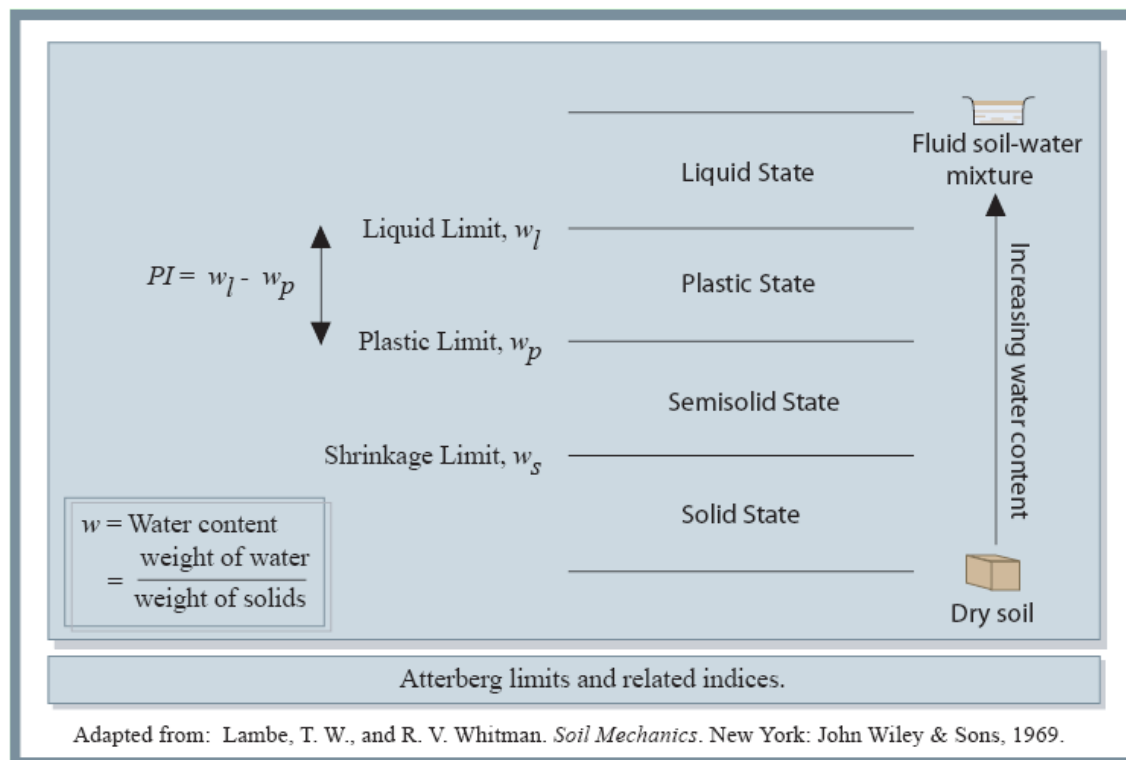 Fluid soil-water
mixture
Liquid State
Liquid Limit, wl
PI = wl - wp
Plastic State
Plastic Limit, wp
Increasing water content
Semisolid State
Shrinkage Limit, ws
Solid State
w = Water content
= weight of water
weight of solids
Dry soil
Atterberg limits and related indices.
Adapted from: Lambe, T. W., and R. V. Whitman. Soil Mechanics. New York: John Wiley & Sons, 1969.